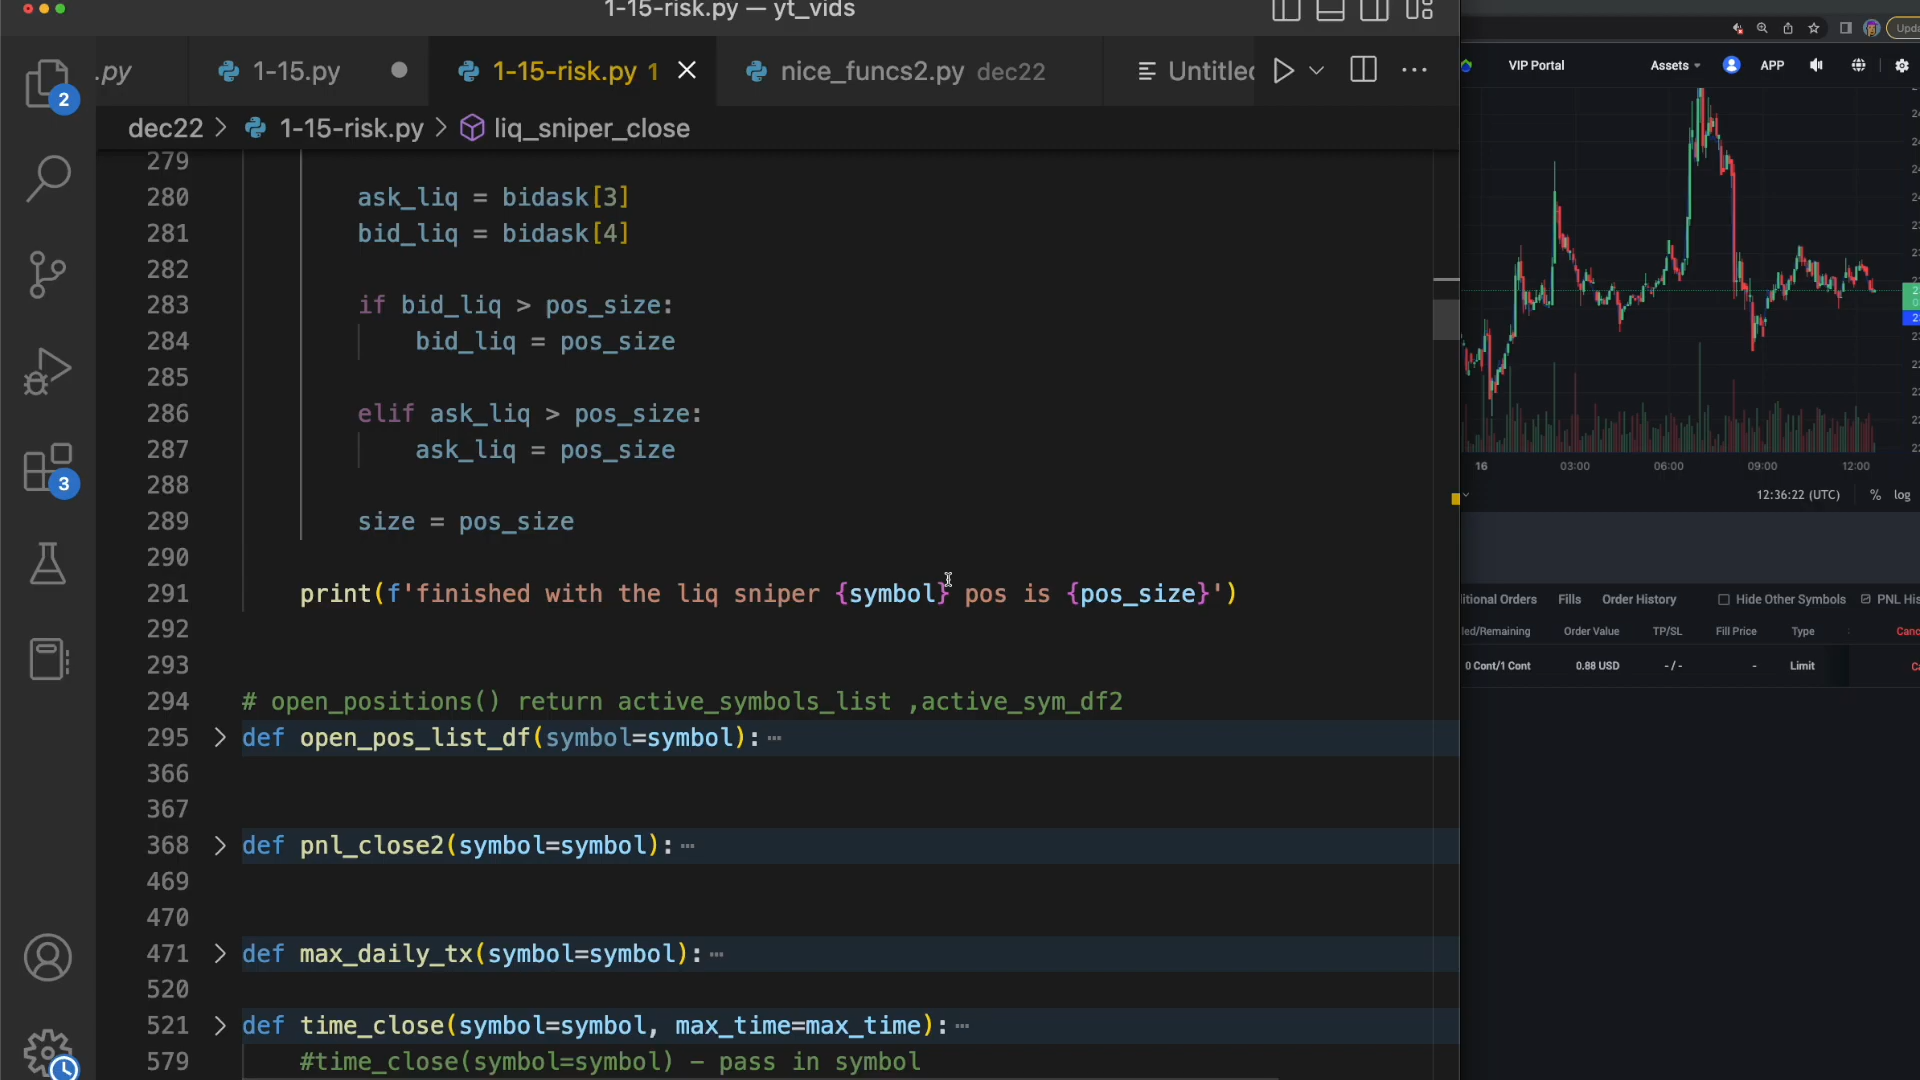 1-15-risk.py — yt_vids
.py
1-15.py
1-15-risk.py 1
nice_funcs2.py dec22
dec22 > 1-15-risk.py > liq_sniper_close
279
280 ask_liq = bidask[3]
281 bid_liq = bidask[4]
282
283 if bid_liq > pos_size:
284 bid_liq = pos_size
285
286 elif ask_liq > pos_size:
287 ask_liq = pos_size
288
289 size = pos_size
290
291 print(f'finished with the liq sniper {symbol} pos is {pos_size}')
292
293
294 # open_positions() return active_symbols_list ,active_sym_df2
295 > def open_pos_list_df(symbol=symbol):
366
367
368 > def pnl_close2(symbol=symbol):
469
470
471 > def max_daily_tx(symbol=symbol):
520
521 > def time_close(symbol=symbol, max_time=max_time):
579 #time_close(symbol=symbol) – pass in symbol
2
3
VIP Portal
Assets
APP
16 03:00 06:00 09:00 12:00
12:36:22 (UTC) % log
Orders Fills Order History Hide Other Symbols PNL
/Remaining Order Value TP/SL Fill Price Type
0 Cont/1 Cont 0.88 USD -/- - Limit